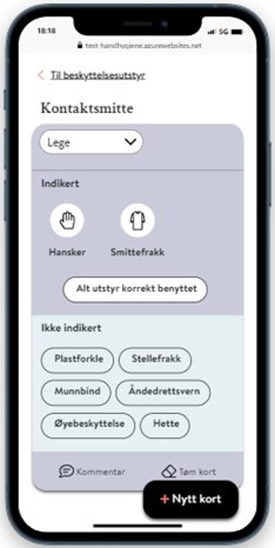 18:18
5G
test-handhygiene.azurewebsites.net
Til beskyttelsesutstyr
Kontaktsmitte
Lege
Indikert
Hansker Smittefrakk
Alt utstyr korrekt benyttet
Ikke indikert
Plastforkle Stellefrakk
Munnbind Åndedrettsvern
Øyebeskyttelse Hette
Kommentar Tøm kort
+ Nytt kort